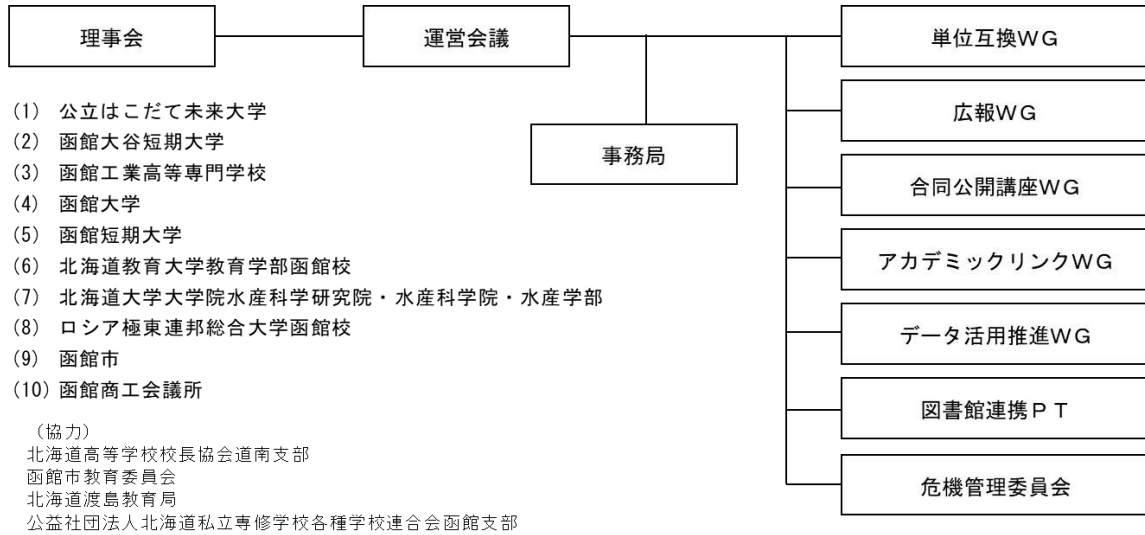 理事会
運営会議
事務局
(1) 公立はこだて未来大学
(2) 函館大谷短期大学
(3) 函館工業高等専門学校
(4) 函館大学
(5) 函館短期大学
(6) 北海道教育大学教育学部函館校
(7) 北海道大学大学院水産科学研究院・水産科学院・水産学部
(8) ロシア極東連邦総合大学函館校
(9) 函館市
(10) 函館商工会議所
（協力）
北海道高等学校校長協会道南支部
函館市教育委員会
北海道渡島教育局
公益社団法人北海道私立専修学校各種学校連合会函館支部
単位互換ＷＧ
広報ＷＧ
合同公開講座ＷＧ
アカデミックリンクＷＧ
データ活用推進ＷＧ
図書館連携ＰＴ
危機管理委員会